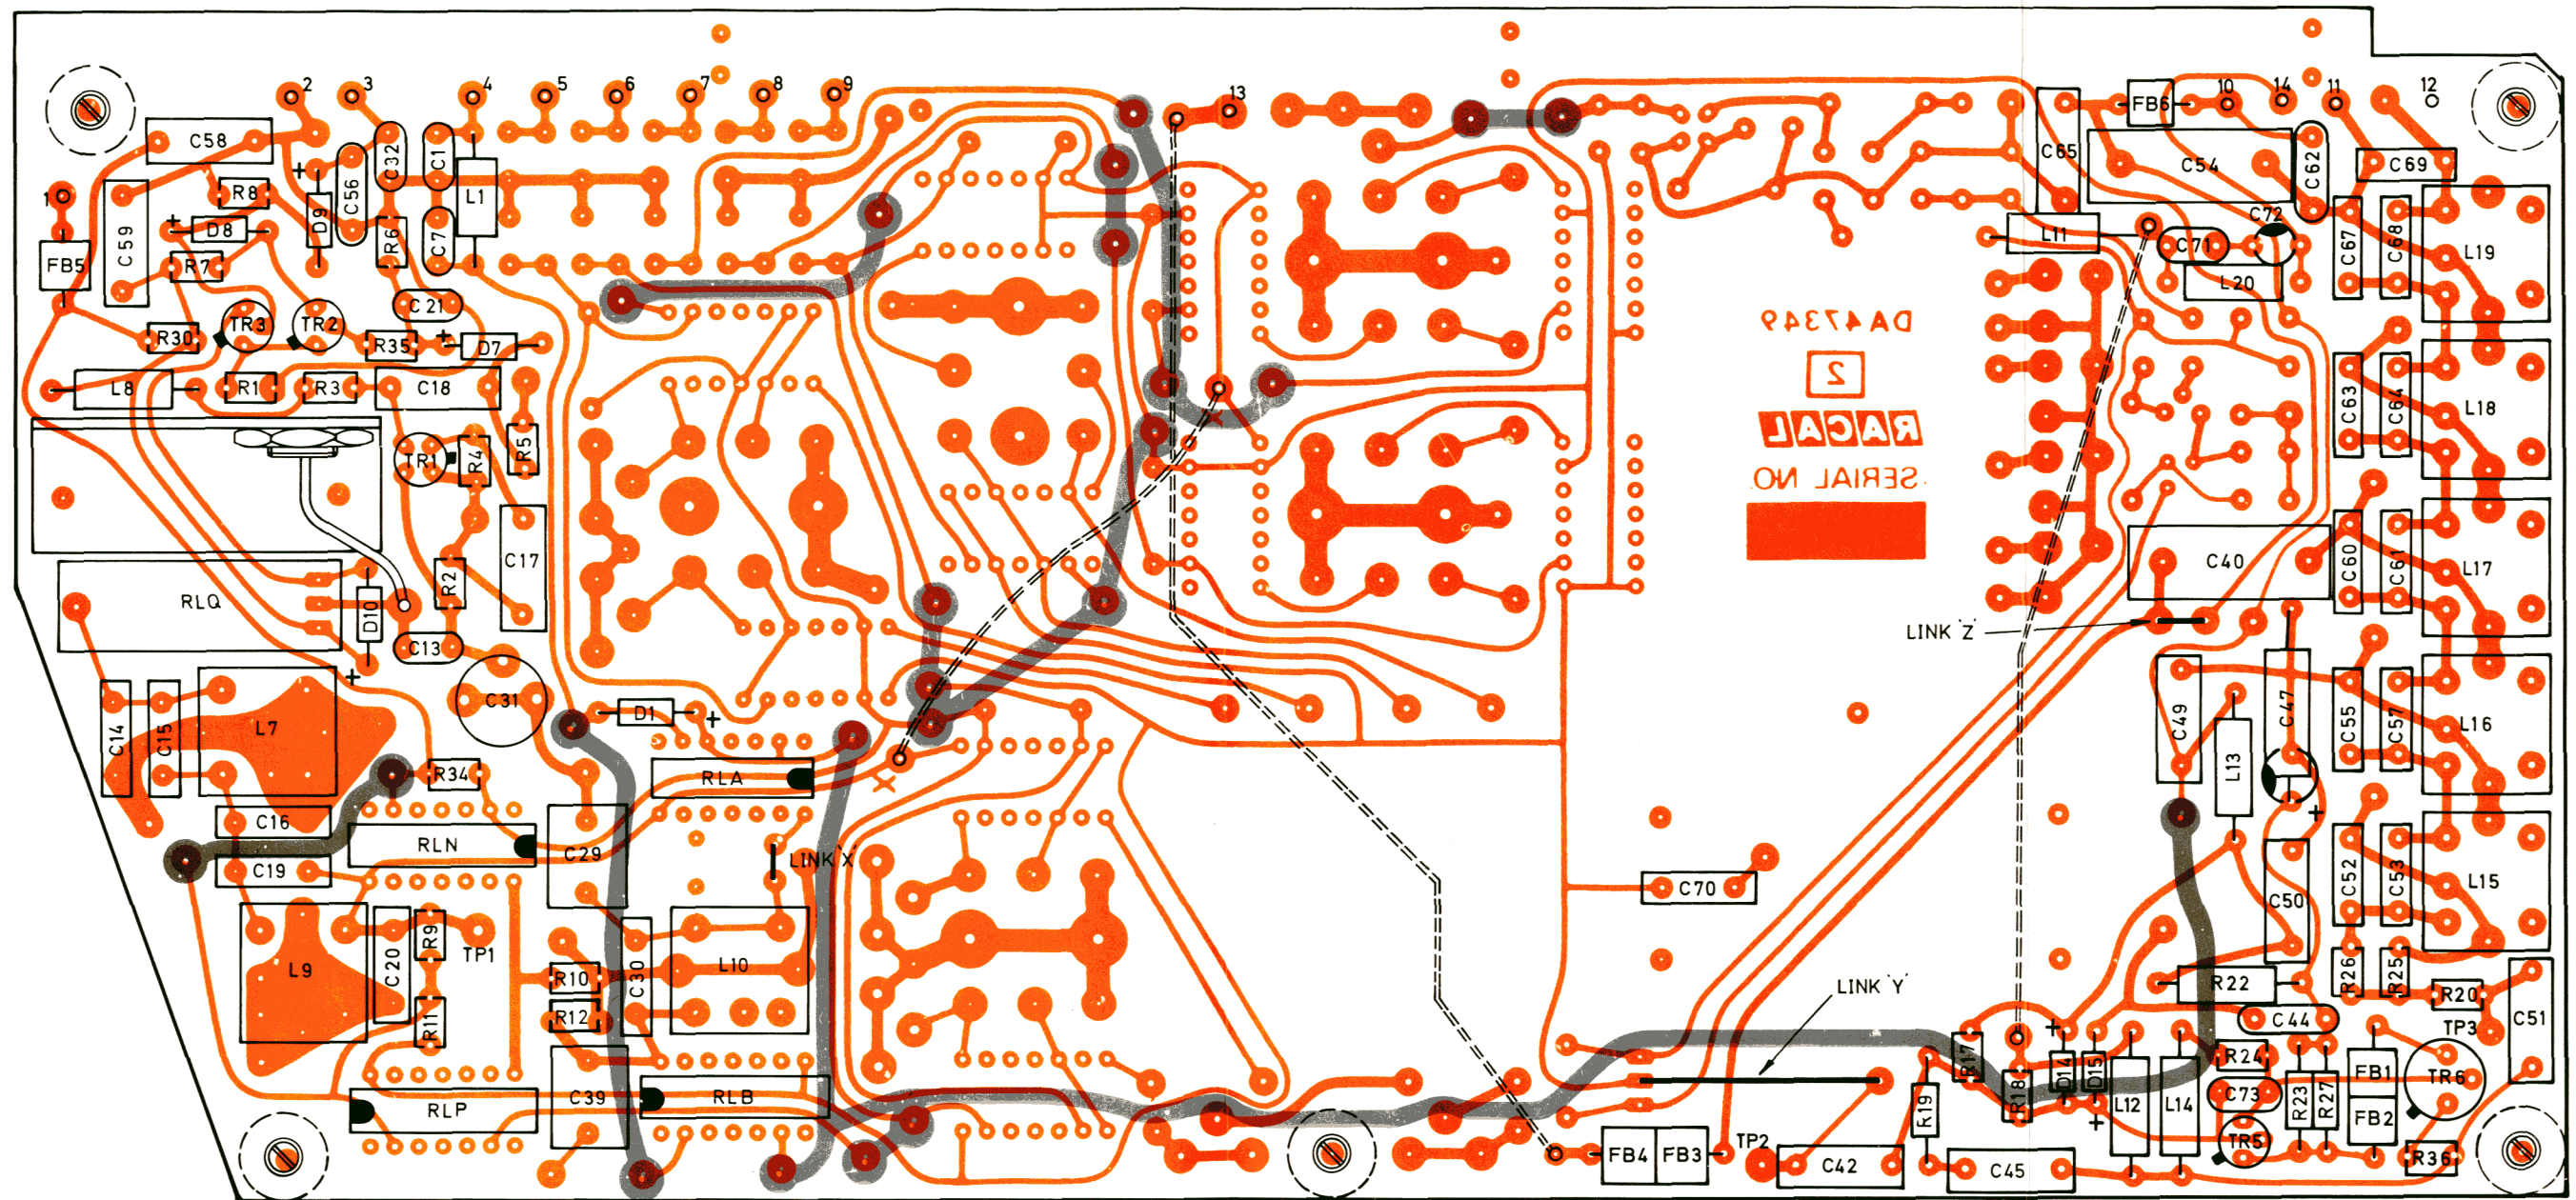 2 3 4 5 6 7 8 9 13 10 14 11 12
FB6
C58 C32 C1 C65 C54 C62 C69
1 R8 C56 L1
D9
C59 D8 R6 C7 L11 C71 C72 C67 C68 L19
FB5 R7
C21 L20
TR3 TR2 DA47349
R30 R35 D7
2
L8 R1 R3 C18 C63 C64 L18
RACAL
TR1 R4 R5
SERIAL NO.
C17 C40 C60 C61 L17
R2
RLQ D10
LINK 'Z'
C13
C31 D1 C49 C47 C55 C57 L16
C14 C15 L7
R34 RLA L13
X
C16
RLN C29 LINK 'X'
C19 C70 C52 C53 L15
C50
R9
TP1
L9 C20 R10 C30 L10 R22 R26 R25 R20
LINK 'Y'
R11 R12 C44 TP3 C51
R17 D14 D15 R24
FB1 TR6
RLP C39 RLB R19 R18 L12 L14 C73 R23 R27 FB2
TR5
FB4 FB3 TP2 C42 C45 R36